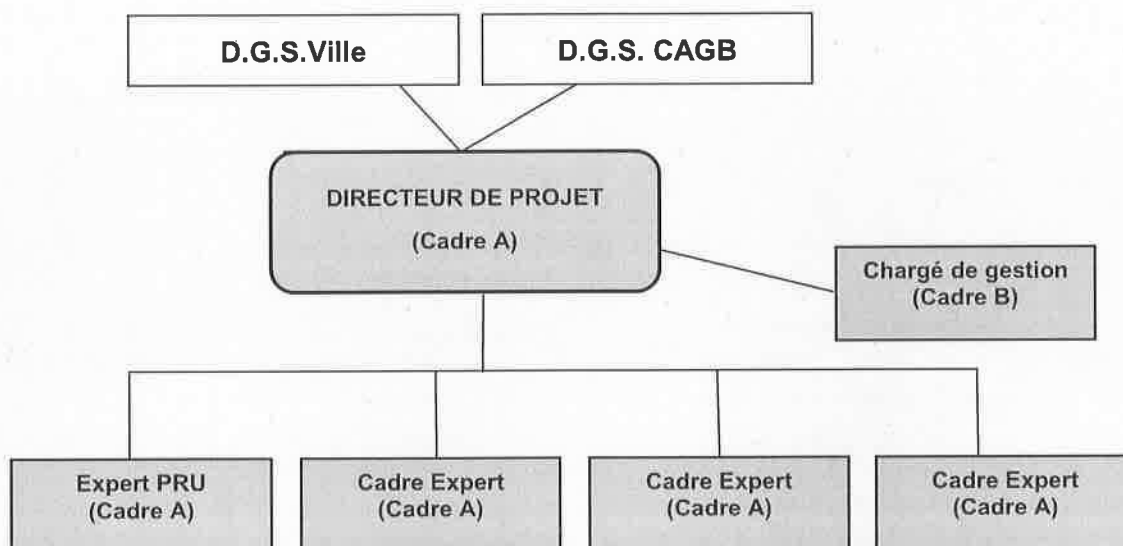 D.G.S.Ville
D.G.S. CAGB
DIRECTEUR DE PROJET
(Cadre A)
Chargé de gestion
(Cadre B)
Expert PRU
(Cadre A)
Cadre Expert
(Cadre A)
Cadre Expert
(Cadre A)
Cadre Expert
(Cadre A)